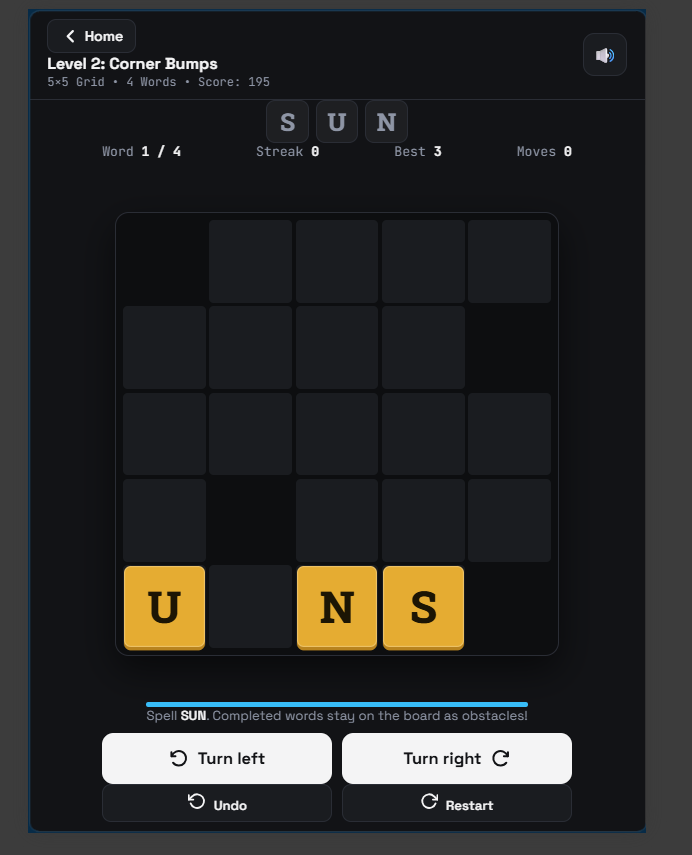 Home
Level 2: Corner Bumps
5×5 Grid • 4 Words • Score: 195
S U N
Word 1 / 4 Streak 0 Best 3 Moves 0
U N S
Spell SUN. Completed words stay on the board as obstacles!
Turn left Turn right
Undo Restart